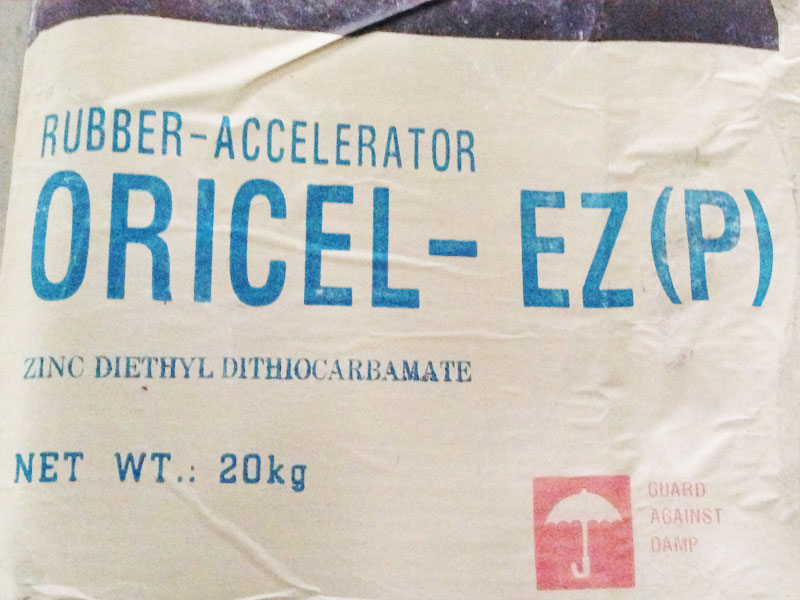 RUBBER-ACCELERATOR
ORICEL-EZ(P)
ZINC DIETHYL DITHIOCARBAMATE
NET WT.: 20kg
GUARD
AGAINST
DAMP